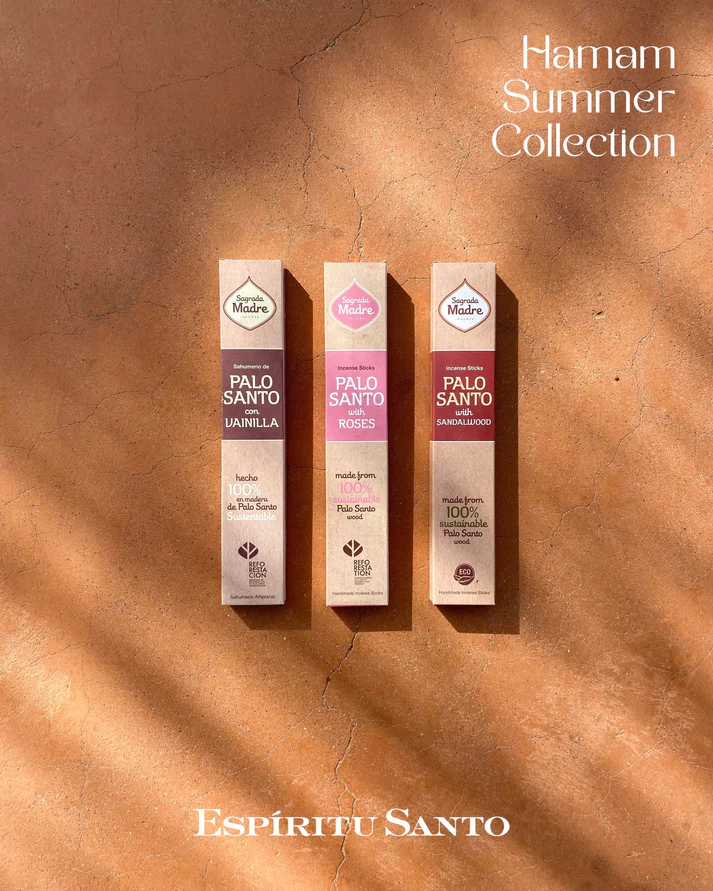 Hamam
Summer
Collection
Sagrada
Madre
INCENSE
Sahumerio de
PALO
SANTO
con
VAINILLA
hecho
100%
en madera
de Palo Santo
Sustentable
REFO
RESTA
CIÓN
Sahumerio Artesanal
Sagrada
Madre
INCENSE
Incense Sticks
PALO
SANTO
with
ROSES
made from
100%
sustainable
Palo Santo
wood
REFO
RESTA
TION
Handmade Incense Sticks
Sagrada
Madre
INCENSE
Incense Sticks
PALO
SANTO
with
SANDALWOOD
made from
100%
sustainable
Palo Santo
wood
ECO
Handmade Incense Sticks
ESPÍRITU SANTO